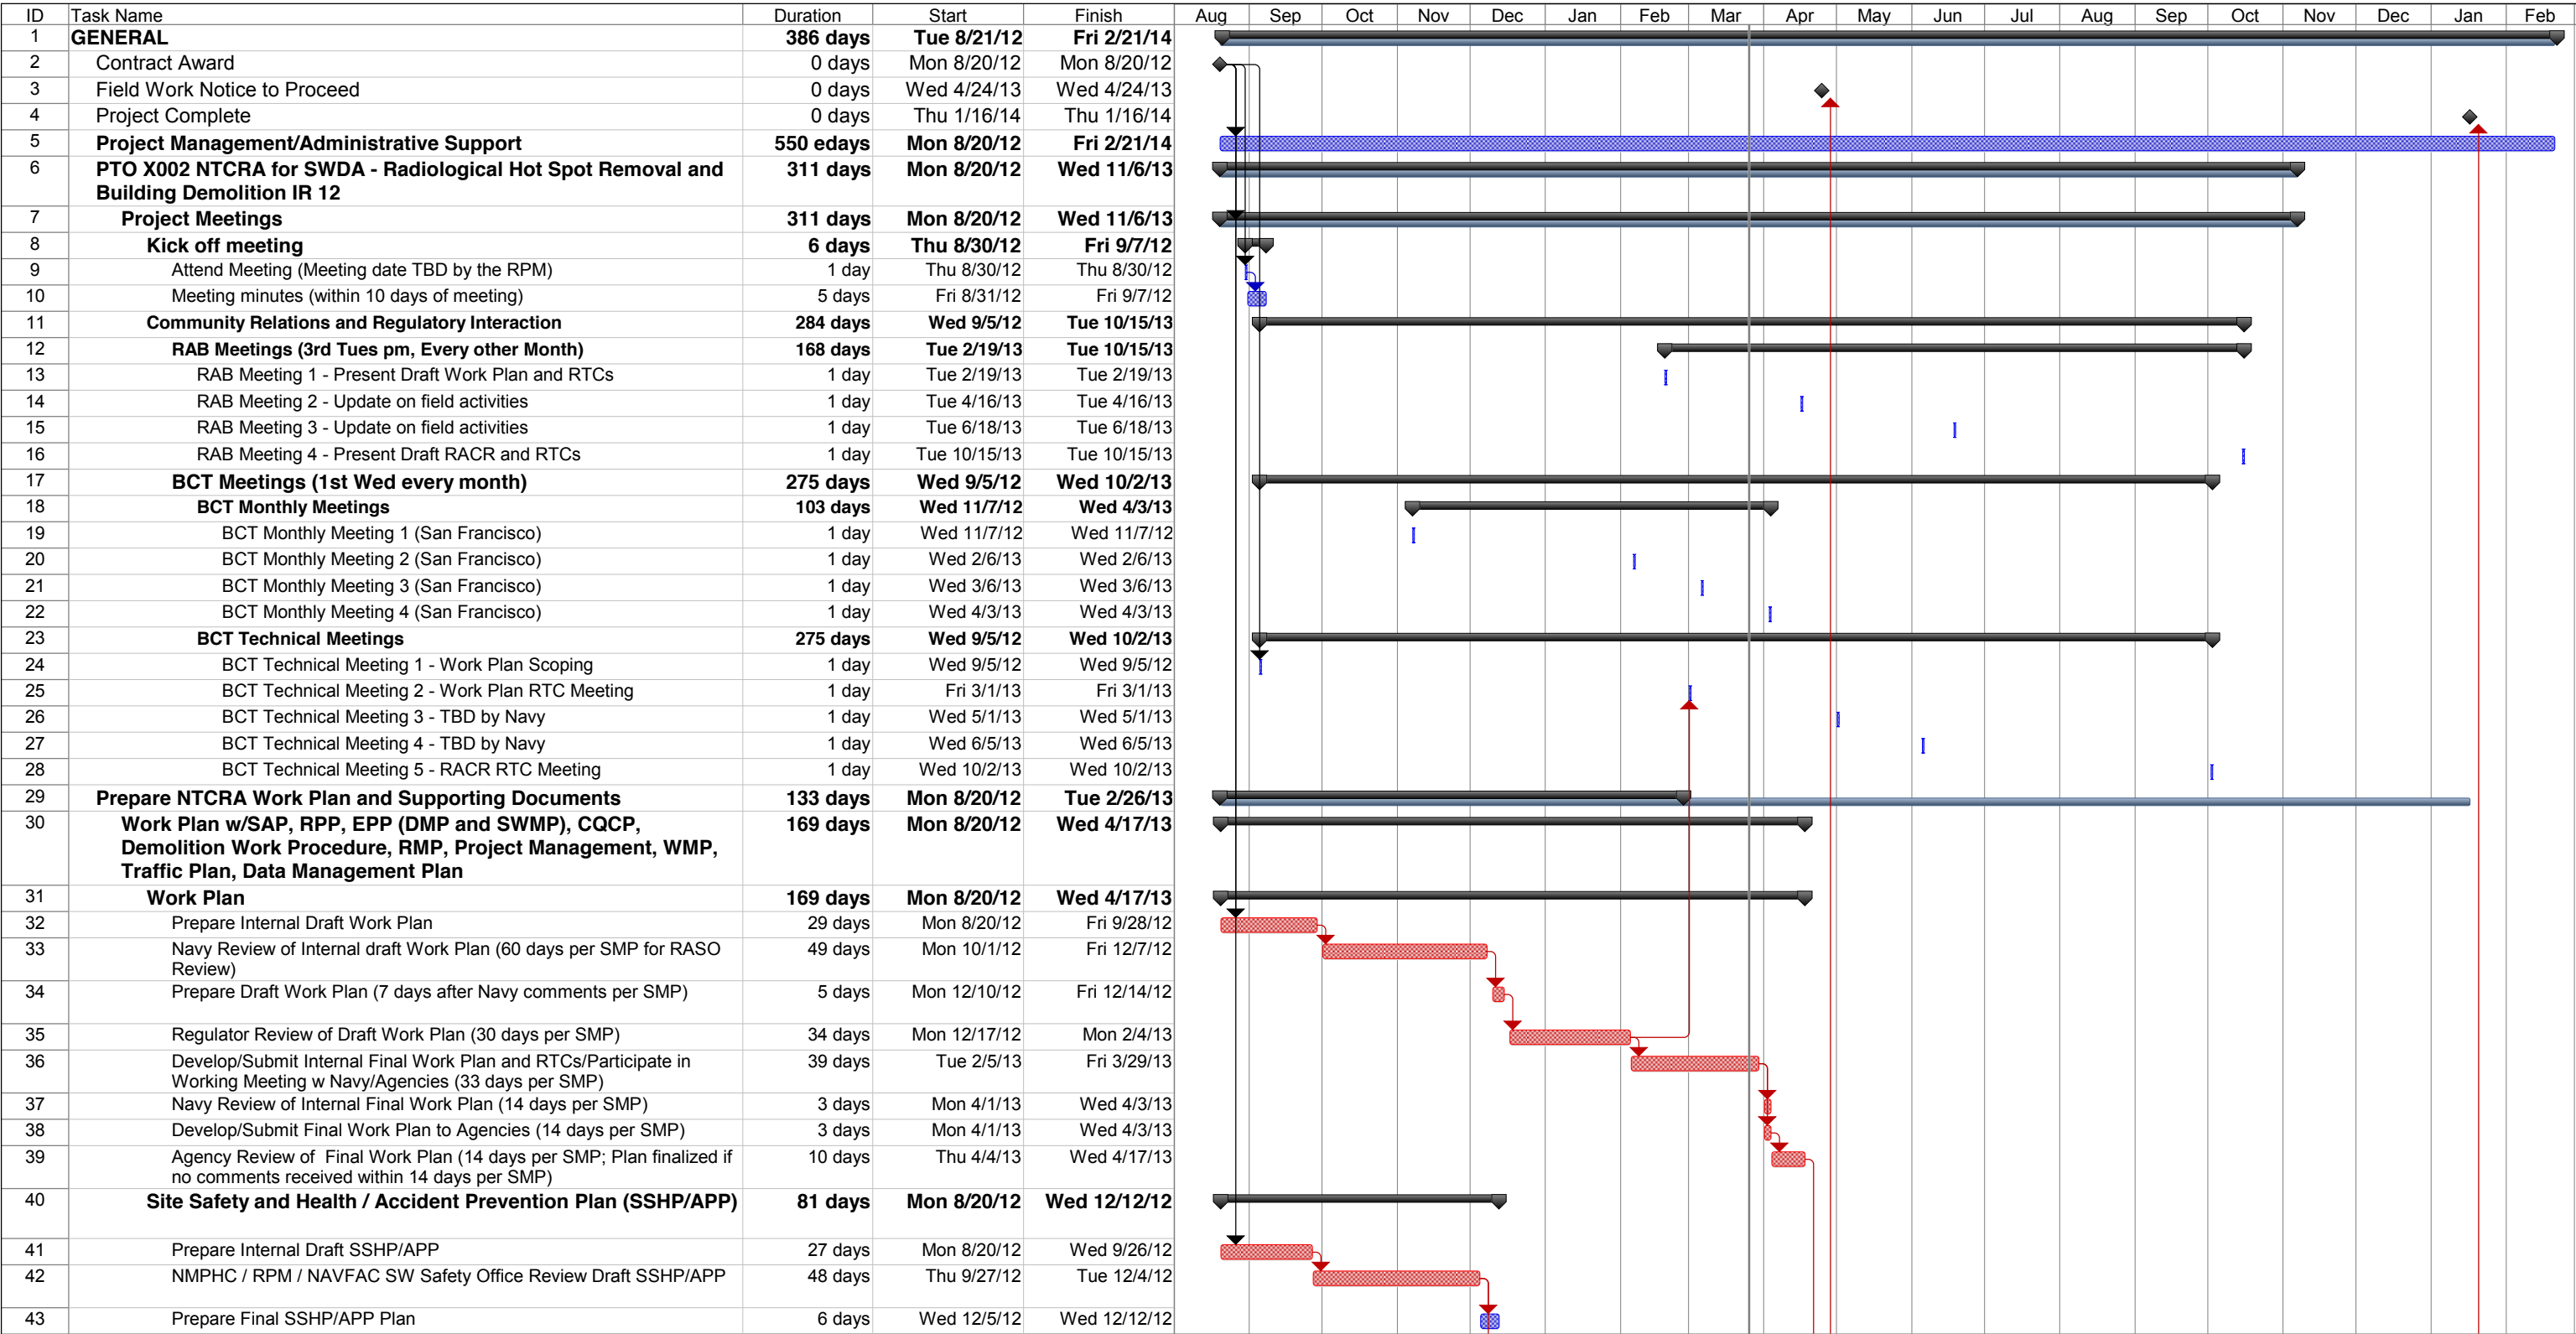 ID Task Name Duration Start Finish Aug Sep Oct Nov Dec Jan Feb Mar Apr May Jun Jul Aug Sep Oct Nov Dec Jan Feb
1 GENERAL 386 days Tue 8/21/12 Fri 2/21/14
2 Contract Award 0 days Mon 8/20/12 Mon 8/20/12
3 Field Work Notice to Proceed 0 days Wed 4/24/13 Wed 4/24/13
4 Project Complete 0 days Thu 1/16/14 Thu 1/16/14
5 Project Management/Administrative Support 550 edays Mon 8/20/12 Fri 2/21/14
6 PTO X002 NTCRA for SWDA - Radiological Hot Spot Removal and 311 days Mon 8/20/12 Wed 11/6/13
Building Demolition IR 12
7 Project Meetings 311 days Mon 8/20/12 Wed 11/6/13
8 Kick off meeting 6 days Thu 8/30/12 Fri 9/7/12
9 Attend Meeting (Meeting date TBD by the RPM) 1 day Thu 8/30/12 Thu 8/30/12
10 Meeting minutes (within 10 days of meeting) 5 days Fri 8/31/12 Fri 9/7/12
11 Community Relations and Regulatory Interaction 284 days Wed 9/5/12 Tue 10/15/13
12 RAB Meetings (3rd Tues pm, Every other Month) 168 days Tue 2/19/13 Tue 10/15/13
13 RAB Meeting 1 - Present Draft Work Plan and RTCs 1 day Tue 2/19/13 Tue 2/19/13
14 RAB Meeting 2 - Update on field activities 1 day Tue 4/16/13 Tue 4/16/13
15 RAB Meeting 3 - Update on field activities 1 day Tue 6/18/13 Tue 6/18/13
16 RAB Meeting 4 - Present Draft RACR and RTCs 1 day Tue 10/15/13 Tue 10/15/13
17 BCT Meetings (1st Wed every month) 275 days Wed 9/5/12 Wed 10/2/13
18 BCT Monthly Meetings 103 days Wed 11/7/12 Wed 4/3/13
19 BCT Monthly Meeting 1 (San Francisco) 1 day Wed 11/7/12 Wed 11/7/12
20 BCT Monthly Meeting 2 (San Francisco) 1 day Wed 2/6/13 Wed 2/6/13
21 BCT Monthly Meeting 3 (San Francisco) 1 day Wed 3/6/13 Wed 3/6/13
22 BCT Monthly Meeting 4 (San Francisco) 1 day Wed 4/3/13 Wed 4/3/13
23 BCT Technical Meetings 275 days Wed 9/5/12 Wed 10/2/13
24 BCT Technical Meeting 1 - Work Plan Scoping 1 day Wed 9/5/12 Wed 9/5/12
25 BCT Technical Meeting 2 - Work Plan RTC Meeting 1 day Fri 3/1/13 Fri 3/1/13
26 BCT Technical Meeting 3 - TBD by Navy 1 day Wed 5/1/13 Wed 5/1/13
27 BCT Technical Meeting 4 - TBD by Navy 1 day Wed 6/5/13 Wed 6/5/13
28 BCT Technical Meeting 5 - RACR RTC Meeting 1 day Wed 10/2/13 Wed 10/2/13
29 Prepare NTCRA Work Plan and Supporting Documents 133 days Mon 8/20/12 Tue 2/26/13
30 Work Plan w/SAP, RPP, EPP (DMP and SWMP), CQCP, 169 days Mon 8/20/12 Wed 4/17/13
Demolition Work Procedure, RMP, Project Management, WMP,
Traffic Plan, Data Management Plan
31 Work Plan 169 days Mon 8/20/12 Wed 4/17/13
32 Prepare Internal Draft Work Plan 29 days Mon 8/20/12 Fri 9/28/12
33 Navy Review of Internal draft Work Plan (60 days per SMP for RASO 49 days Mon 10/1/12 Fri 12/7/12
Review)
34 Prepare Draft Work Plan (7 days after Navy comments per SMP) 5 days Mon 12/10/12 Fri 12/14/12
35 Regulator Review of Draft Work Plan (30 days per SMP) 34 days Mon 12/17/12 Mon 2/4/13
36 Develop/Submit Internal Final Work Plan and RTCs/Participate in 39 days Tue 2/5/13 Fri 3/29/13
Working Meeting w Navy/Agencies (33 days per SMP)
37 Navy Review of Internal Final Work Plan (14 days per SMP) 3 days Mon 4/1/13 Wed 4/3/13
38 Develop/Submit Final Work Plan to Agencies (14 days per SMP) 3 days Mon 4/1/13 Wed 4/3/13
39 Agency Review of Final Work Plan (14 days per SMP; Plan finalized if 10 days Thu 4/4/13 Wed 4/17/13
no comments received within 14 days per SMP)
40 Site Safety and Health / Accident Prevention Plan (SSHP/APP) 81 days Mon 8/20/12 Wed 12/12/12
41 Prepare Internal Draft SSHP/APP 27 days Mon 8/20/12 Wed 9/26/12
42 NMPHC / RPM / NAVFAC SW Safety Office Review Draft SSHP/APP 48 days Thu 9/27/12 Tue 12/4/12
43 Prepare Final SSHP/APP Plan 6 days Wed 12/5/12 Wed 12/12/12